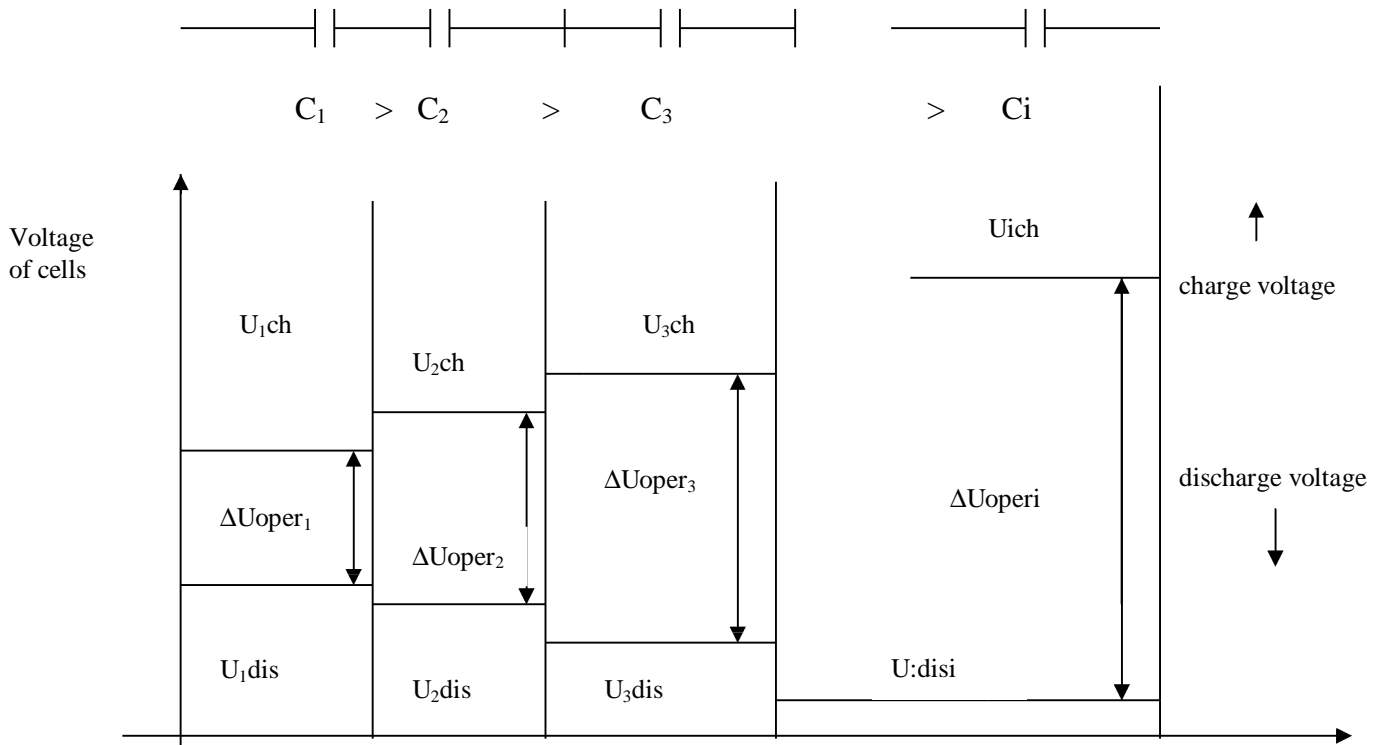 C₁ > C₂ > C₃ > Ci
Voltage
of cells
Uich
charge voltage
U₁ch
U₂ch
U₃ch
ΔUoper₁
ΔUoper₂
ΔUoper₃
ΔUoperi
discharge voltage
U₁dis
U₂dis
U₃dis
U:disi